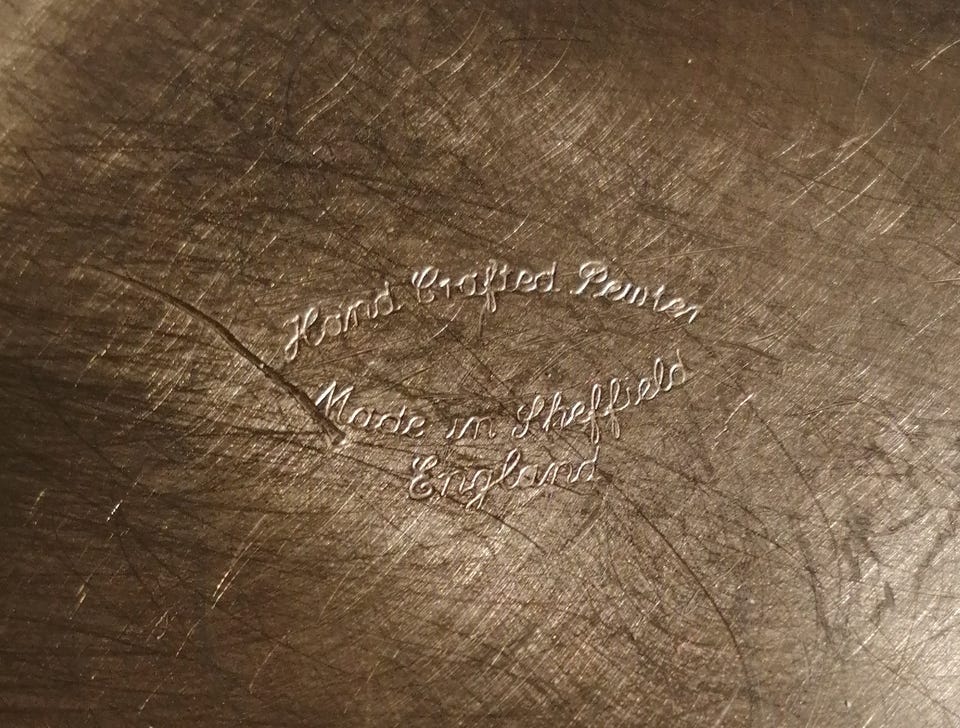 Hand Crafted Pewter
Made in Sheffield
England